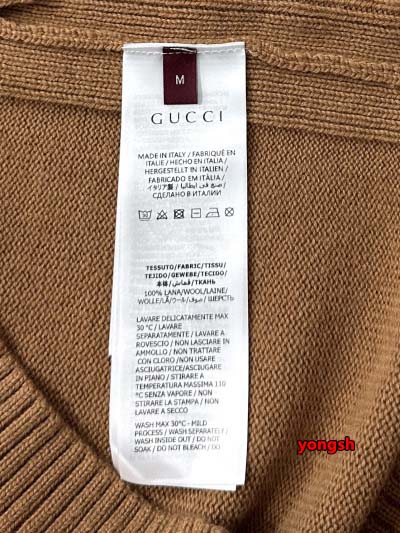 M
GUCCI
MADE IN ITALY / FABRIQUÉ EN
ITALIE / HECHO EN ITALIA /
HERGESTELLT IN ITALIEN /
FABRICADO EM ITÁLIA /
イタリア製 / صنع في ايطاليا /
СДЕЛАНО В ИТАЛИИ
TESSUTO/FABRIC/TISSU/
TEJIDO/GEWEBE/TECIDO/
本体/قماش/ТКАНЬ
100% LANA/WOOL/LAINE/
WOLLE/LÃ/ウール/صوف/ ШЕРСТЬ
LAVARE DELICATAMENTE MAX
30 °C / LAVARE
SEPARATAMENTE / LAVARE A
ROVESCIO / NON LASCIARE IN
AMMOLLO / NON TRATTARE
CON CLORO /NON USARE
ASCIUGATRICE/ASCIUGARE
IN PIANO / STIRARE A
TEMPERATURA MASSIMA 110
°C SENZA VAPORE / NON
STIRARE LA STAMPA / NON
LAVARE A SECCO
WASH MAX 30°C - MILD
PROCESS / WASH SEPARATELY /
WASH INSIDE OUT / DO NOT
SOAK / DO NOT BLEACH / DO
yongsh